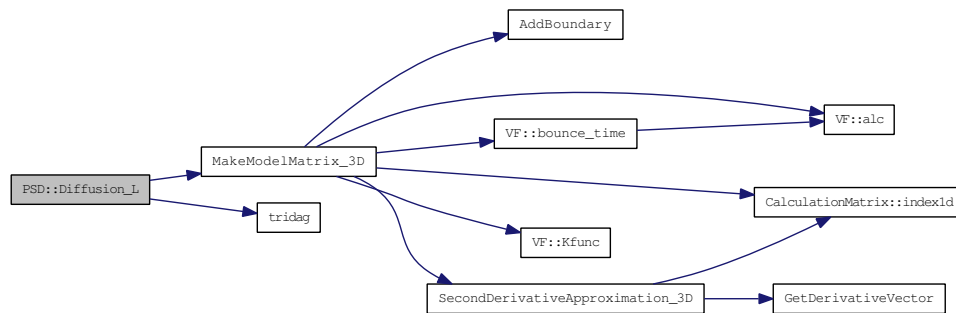 AddBoundary
VF::alc
VF::bounce_time
MakeModelMatrix_3D
PSD::Diffusion_L
CalculationMatrix::index1d
tridag
VF::Kfunc
SecondDerivativeApproximation_3D
GetDerivativeVector